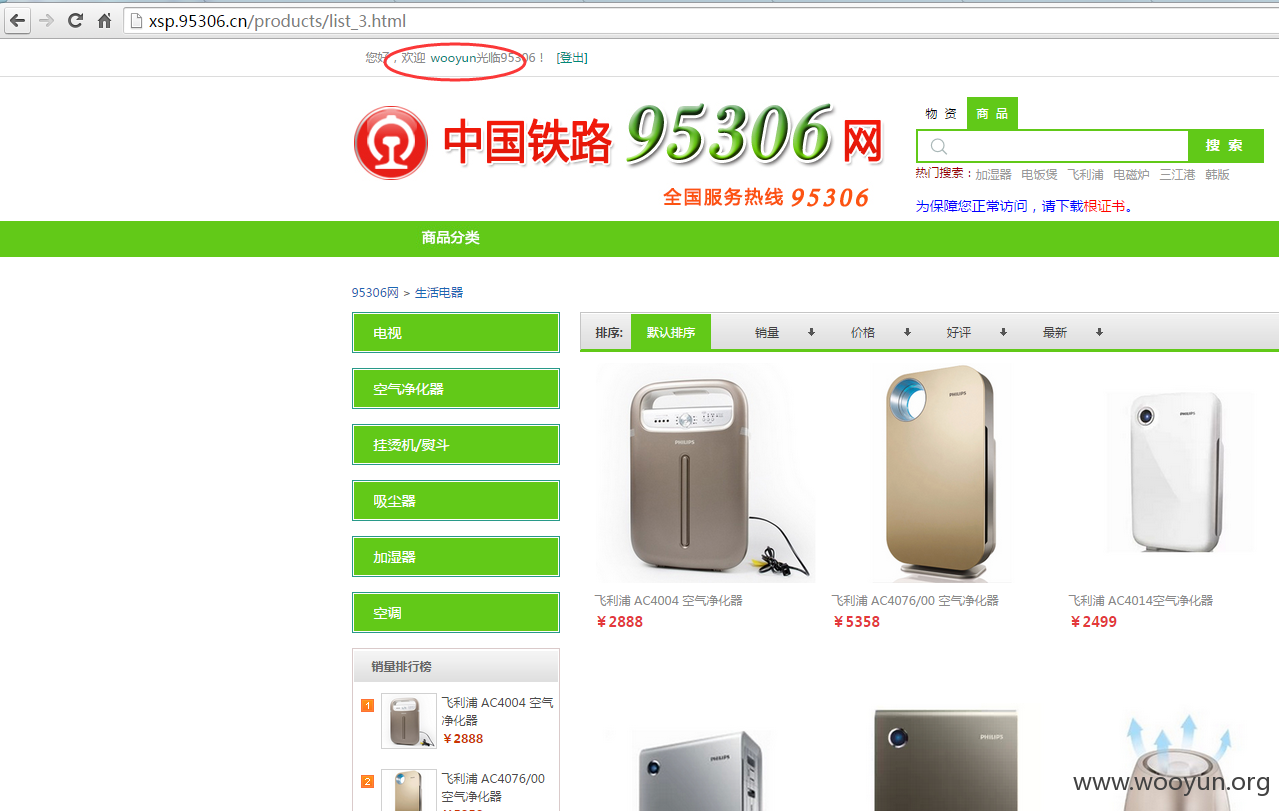 xsp.95306.cn/products/list_3.html
您好，欢迎 wooyun光临95306！ [登出]
中国铁路 95306 网
全国服务热线 95306
物 资 商 品
搜 索
热门搜索：加湿器 电饭煲 飞利浦 电磁炉 三江港 韩版
为保障您正常访问，请下载根证书。
商品分类
95306网 > 生活电器
电视
空气净化器
挂烫机/熨斗
吸尘器
加湿器
空调
排序: 默认排序 销量 价格 好评 最新
PHILIPS
PHILIPS
PHILIPS
飞利浦 AC4004 空气净化器
￥2888
飞利浦 AC4076/00 空气净化器
￥5358
飞利浦 AC4014空气净化器
￥2499
销量排行榜
1
飞利浦 AC4004 空气
净化器
￥2888
2
飞利浦 AC4076/00
空气净化器
PHILIPS
PHILIPS
www.wooyun.org